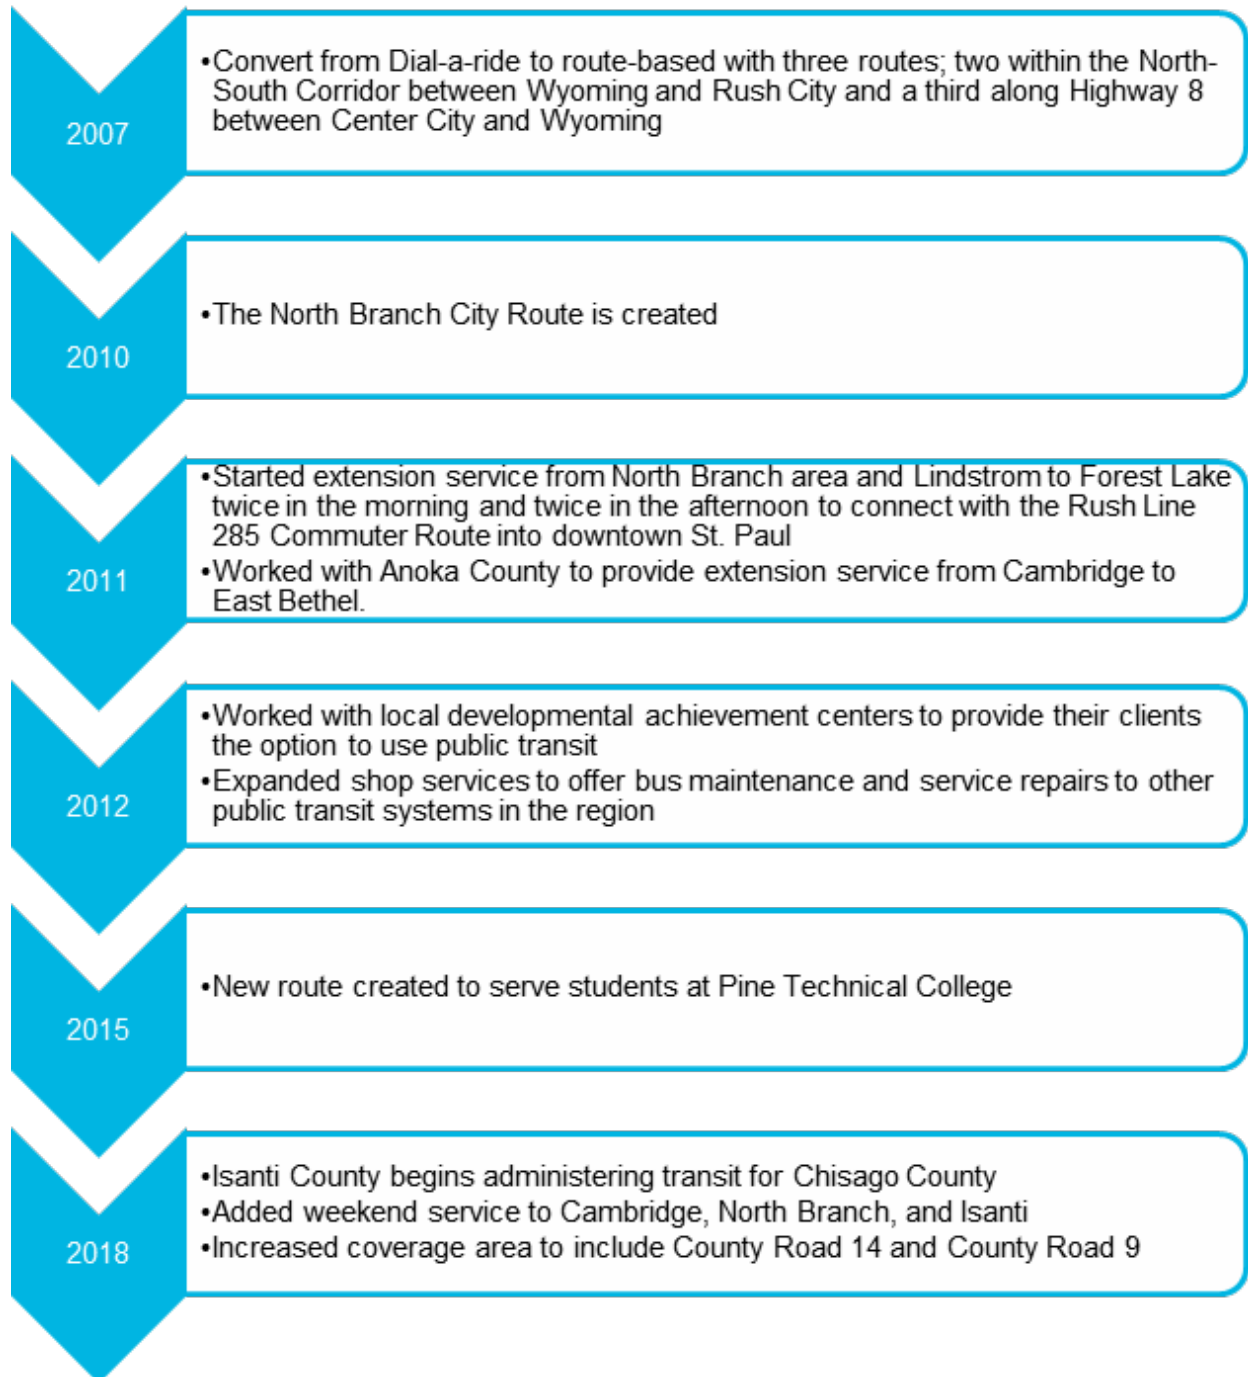 2007
•Convert from Dial-a-ride to route-based with three routes; two within the North-
South Corridor between Wyoming and Rush City and a third along Highway 8
between Center City and Wyoming
2010
•The North Branch City Route is created
2011
•Started extension service from North Branch area and Lindstrom to Forest Lake
twice in the morning and twice in the afternoon to connect with the Rush Line
285 Commuter Route into downtown St. Paul
•Worked with Anoka County to provide extension service from Cambridge to
East Bethel.
2012
•Worked with local developmental achievement centers to provide their clients
the option to use public transit
•Expanded shop services to offer bus maintenance and service repairs to other
public transit systems in the region
2015
•New route created to serve students at Pine Technical College
2018
•Isanti County begins administering transit for Chisago County
•Added weekend service to Cambridge, North Branch, and Isanti
•Increased coverage area to include County Road 14 and County Road 9